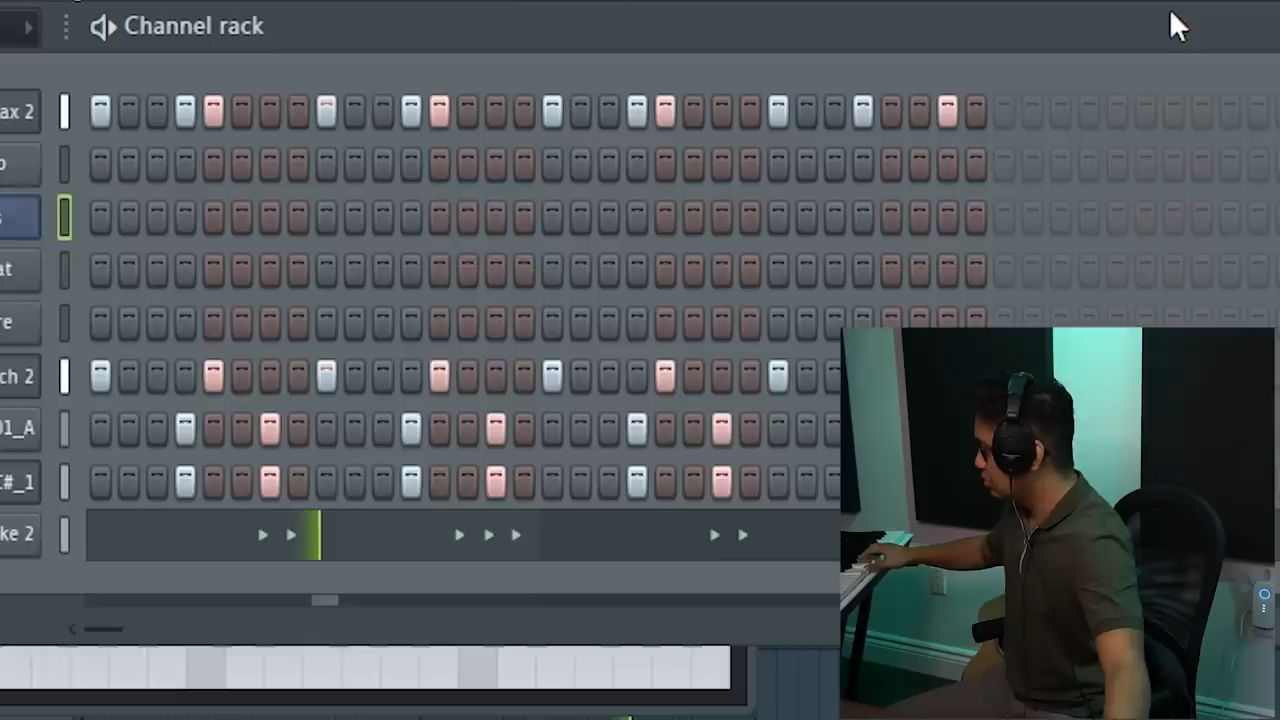 Channel rack
ax 2
at
re
ch 2
01_A
C#_1
ke 2